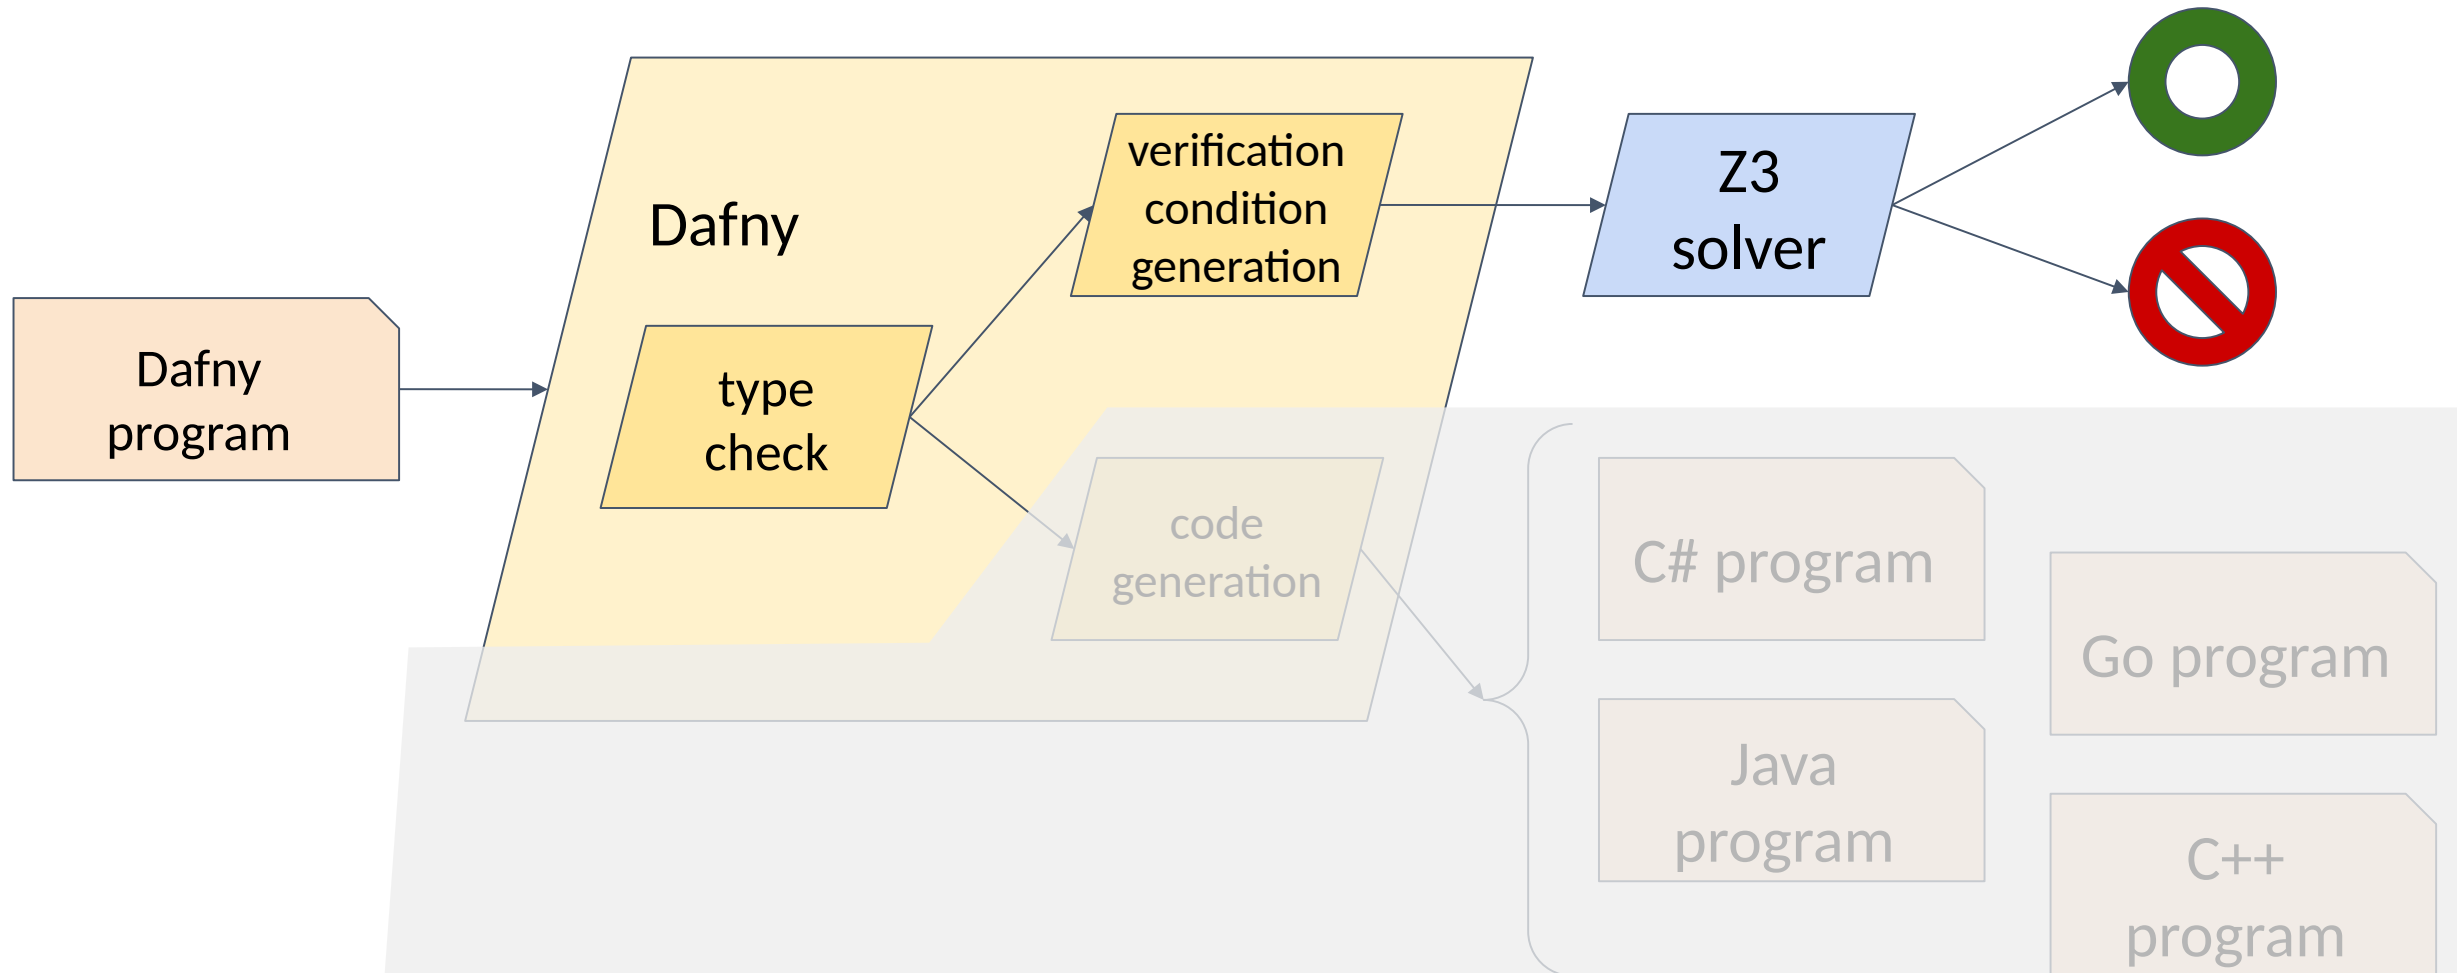 Dafny
program
Dafny
type
check
verification
condition
generation
Z3
solver
code
generation
C# program
Java
program
Go program
C++
program